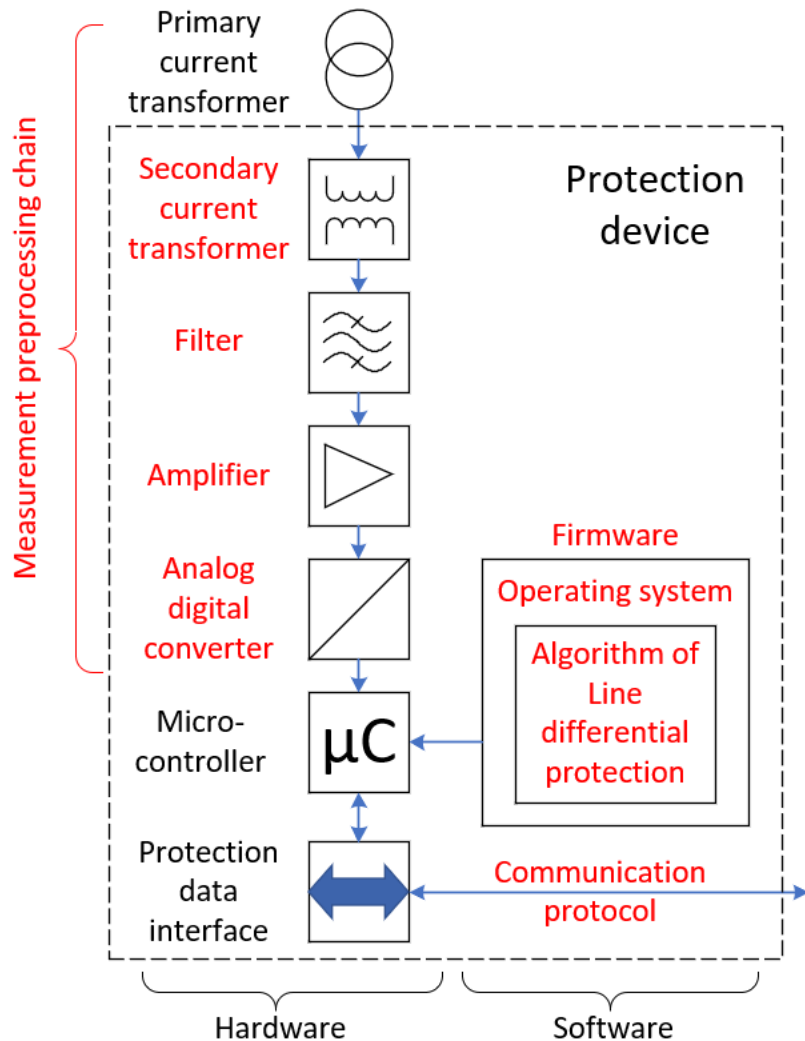 Primary
current
transformer
Measurement preprocessing chain
Protection
device
Secondary
current
transformer
Filter
Amplifier
Analog
digital
converter
Firmware
Operating system
Algorithm of
Line
differential
protection
Micro-
controller
µC
Protection
data
interface
Communication
protocol
Hardware
Software